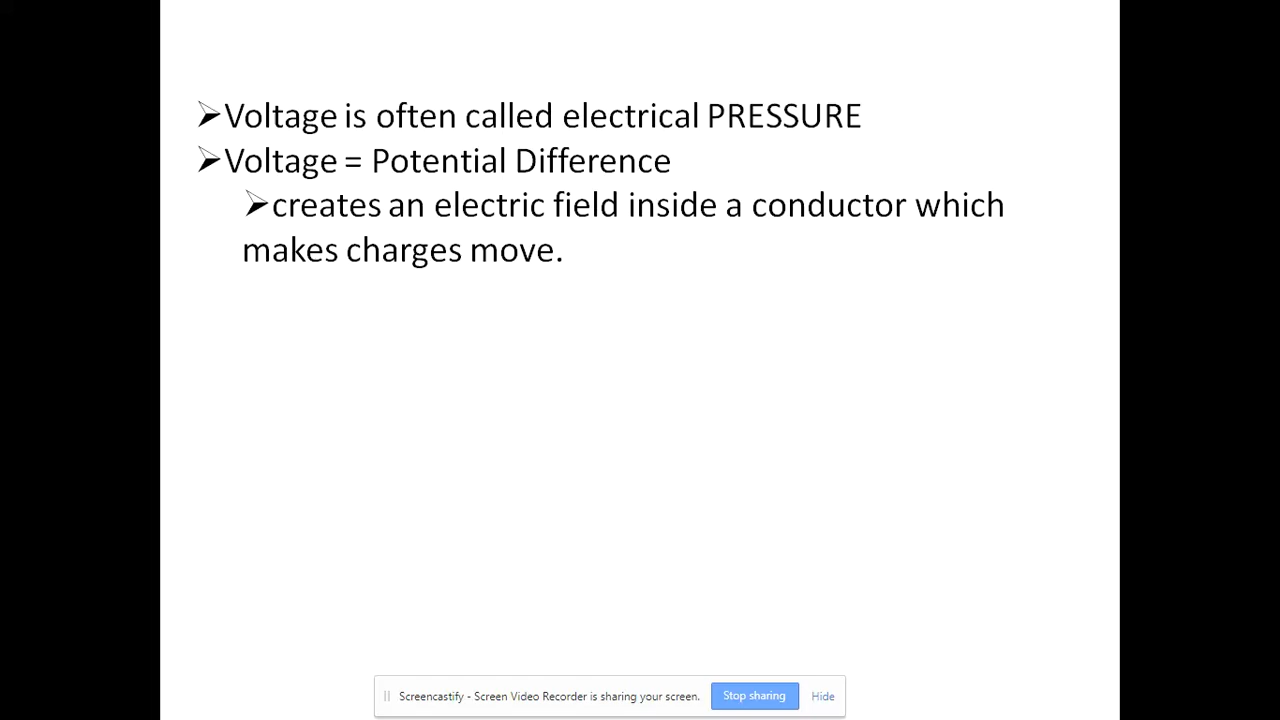 ➢Voltage is often called electrical PRESSURE
➢Voltage = Potential Difference
➢creates an electric field inside a conductor which
makes charges move.
Screencastify - Screen Video Recorder is sharing your screen. Stop sharing Hide